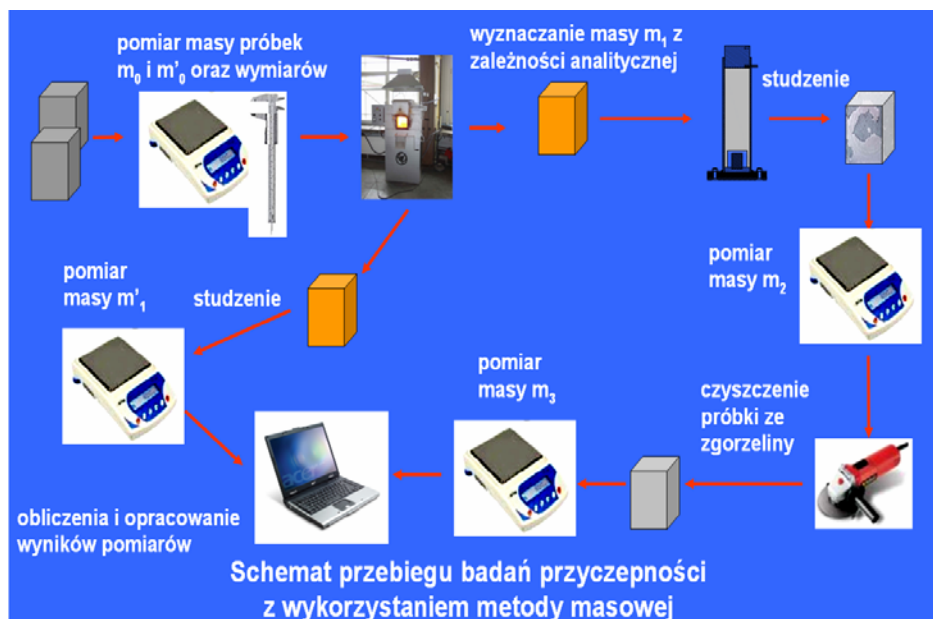 pomiar masy próbek
m₀ i m'₀ oraz wymiarów
wyznaczanie masy m₁ z
zależności analitycznej
studzenie
pomiar
masy m'₁
studzenie
pomiar
masy m₂
pomiar
masy m₃
czyszczenie
próbki ze
zgorzeliny
acer
obliczenia i opracowanie
wyników pomiarów
Schemat przebiegu badań przyczepności
z wykorzystaniem metody masowej